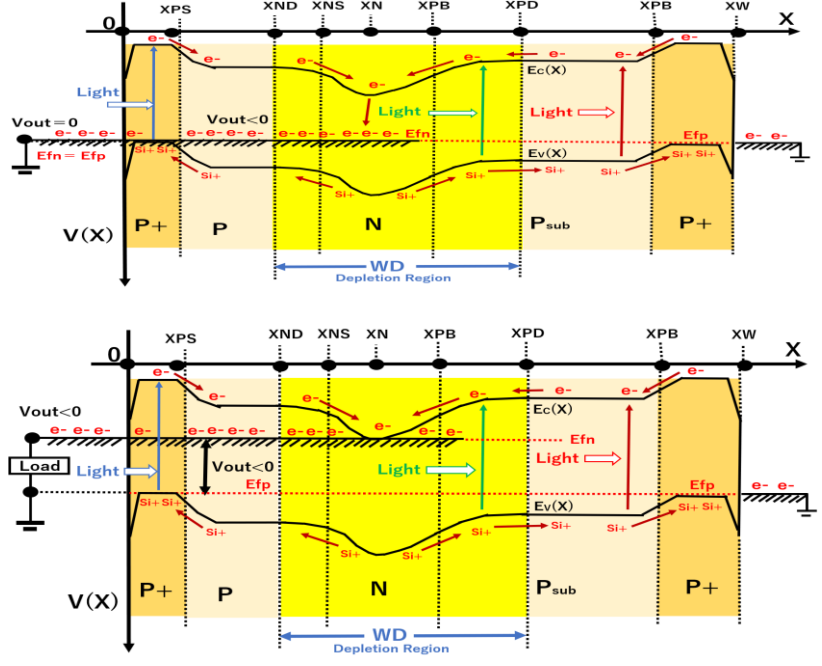 XPS XND XNS XN XPB XPD XPB XW
0 X
e- e- e- e- e- e-
e- e- e-
Ec(X)
Light Light Light
Vout=0 Vout<0
e- e- e- e- e- e- e- e- e- e- e- e- Efn Efp e- e-
Efn = Efp Si+ Si+ Si+ Si+
Ev(X)
Si+ Si+ Si+ Si+
P+ P N Psub P+
V(X)
WD
Depletion Region
XPS XND XNS XN XPB XPD XPB XW
0 X
e- e- e- e- e- e-
e-
Ec(X)
Vout<0
e- e- e- e- e- e- e- e- e- e- e-
Efn
Load
Light Vout<0 Light Light
Efp Efp e- e-
Si+ Si+ Si+ Si+
Ev(X)
Si+ Si+ Si+ Si+
P+ P N Psub P+
V(X)
WD
Depletion Region